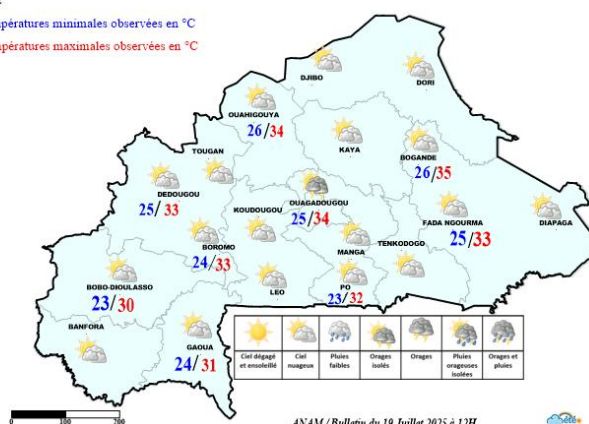 pératures minimales observées en °C
pératures maximales observées en °C
DJIBO
DORI
OUAHIGOUYA
26/34
KAYA
TOUGAN
BOGANDE
26/35
DEDOUGOU
25/33
KOUDOUGOU
OUAGADOUGOU
25/34
FADA NGOURMA
25/33
DIAPAGA
BOROMO
24/33
MANGA
TENKODOGO
BOBO-DIOULASSO
23/30
LEO
PO
23/32
BANFORA
GAOUA
24/31
Ciel dégagé et ensoleillé
Ciel nuageux
Pluies faibles
Orages isolés
Orages
Pluies orageuses isolées
Orages et pluies
0 100 200
ANAM / Bulletin du 19 Juillet 2025 à 12H